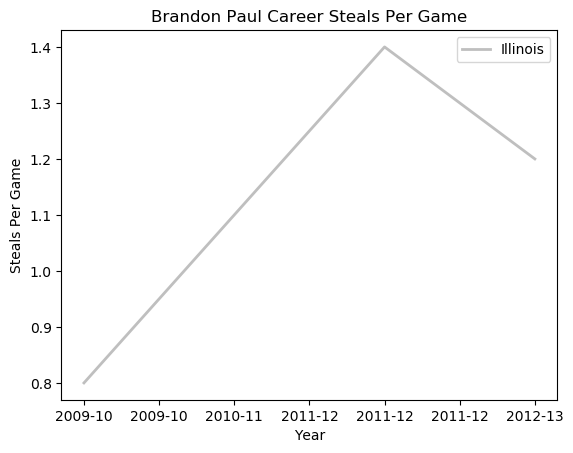 Brandon Paul Career Steals Per Game
Illinois
Steals Per Game
1.4
1.3
1.2
1.1
1.0
0.9
0.8
2009-10 2009-10 2010-11 2011-12 2011-12 2011-12 2012-13
Year